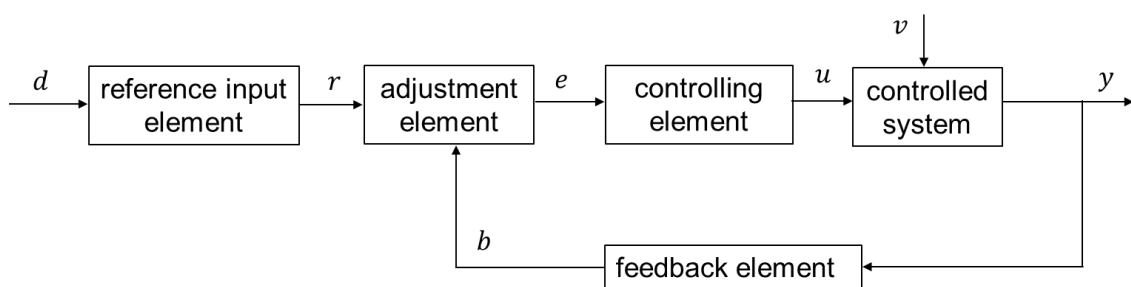 d
reference input
element
r
adjustment
element
e
controlling
element
u
v
controlled
system
y
b
feedback element